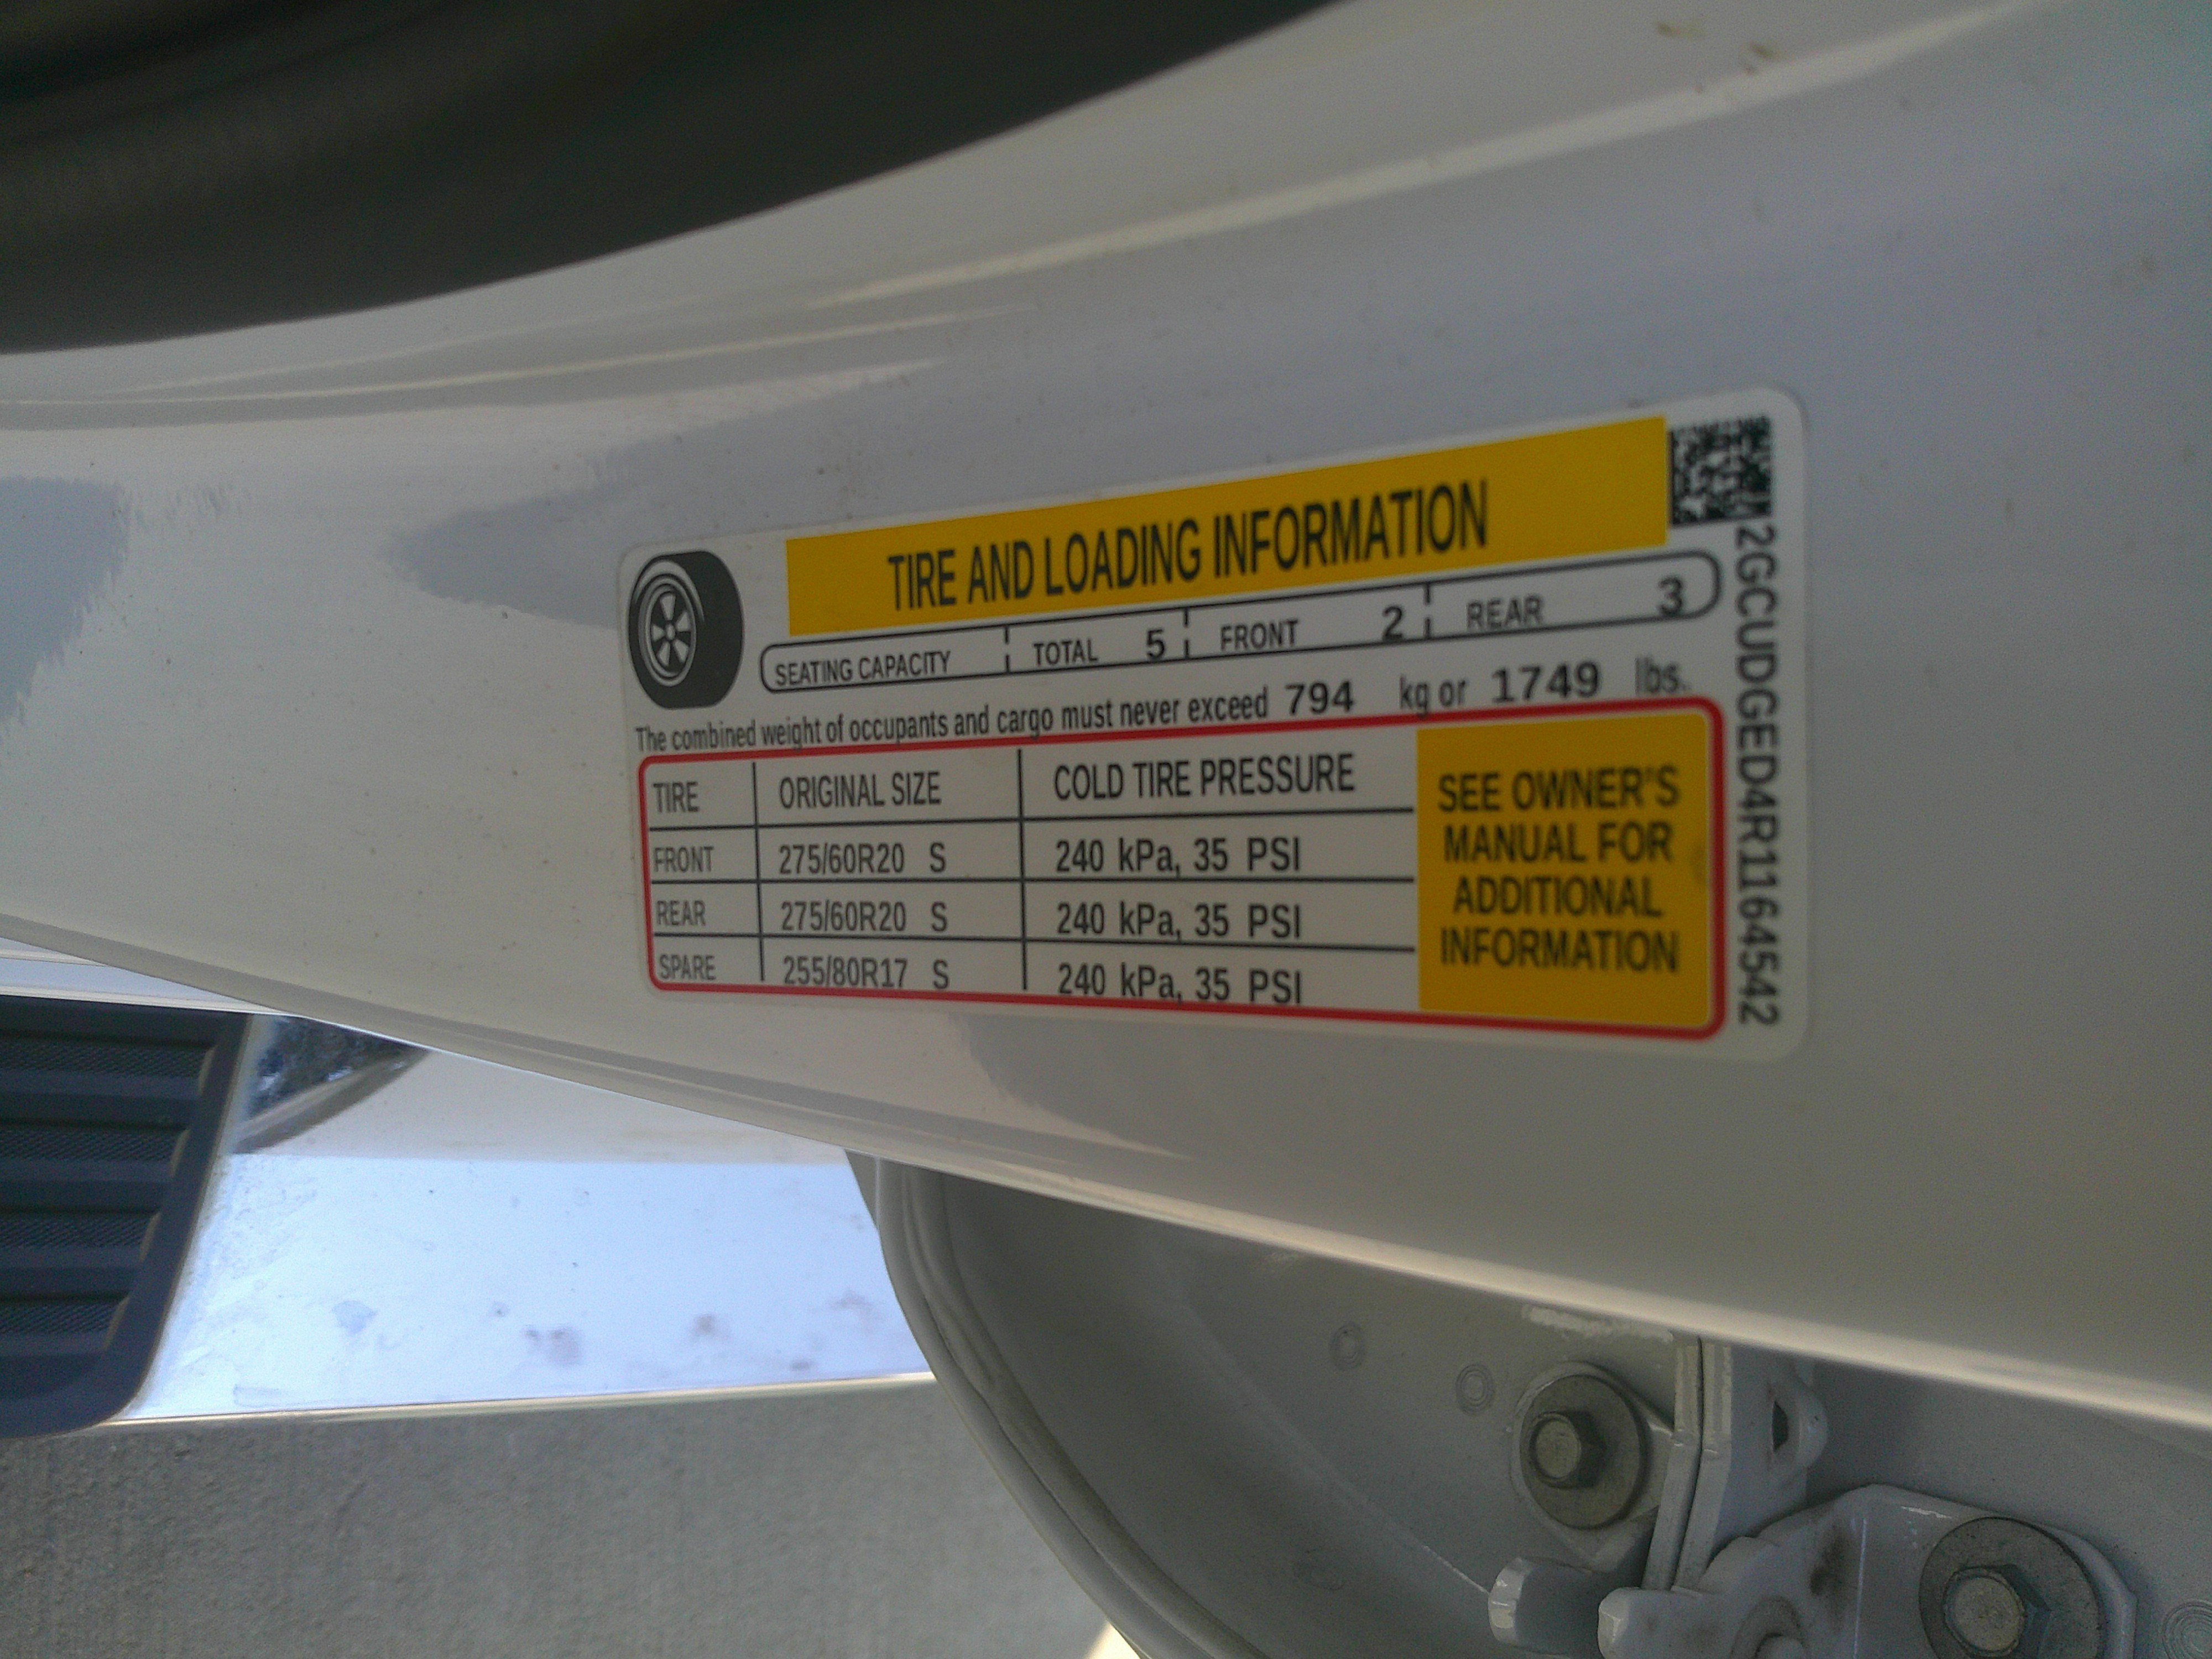 TIRE AND LOADING INFORMATION
SEATING CAPACITY TOTAL 5 FRONT 2 REAR 3
The combined weight of occupants and cargo must never exceed 794 kg or 1749 lbs.
TIRE ORIGINAL SIZE COLD TIRE PRESSURE
FRONT 275/60R20 S 240 kPa, 35 PSI
REAR 275/60R20 S 240 kPa, 35 PSI
SPARE 255/80R17 S 240 kPa, 35 PSI
SEE OWNER'S
MANUAL FOR
ADDITIONAL
INFORMATION
2GCUDGED4R1164542